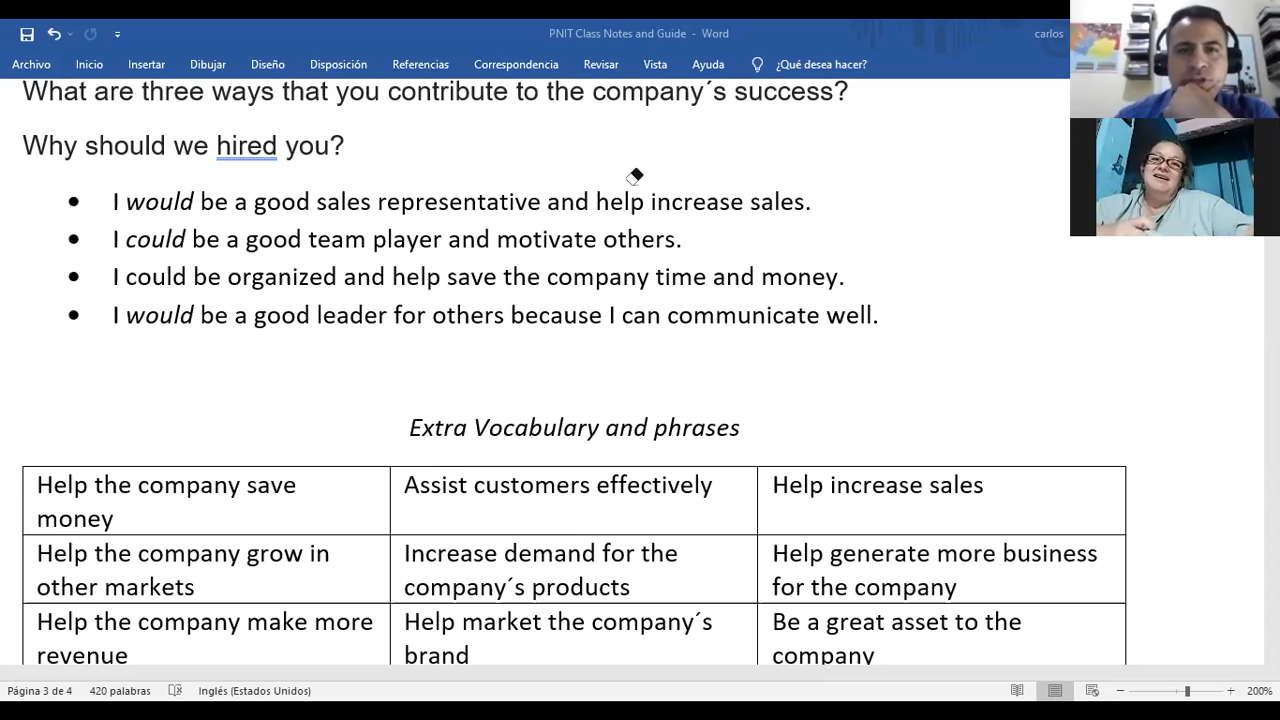 PNIT Class Notes and Guide - Word
carlos
Archivo Inicio Insertar Dibujar Diseño Disposición Referencias Correspondencia Revisar Vista Ayuda ¿Qué desea hacer?
What are three ways that you contribute to the company´s success?
Why should we hired you?
• I would be a good sales representative and help increase sales.
• I could be a good team player and motivate others.
• I could be organized and help save the company time and money.
• I would be a good leader for others because I can communicate well.
Extra Vocabulary and phrases
Help the company save
money
Assist customers effectively
Help increase sales
Help the company grow in
other markets
Increase demand for the
company´s products
Help generate more business
for the company
Help the company make more
revenue
Help market the company´s
brand
Be a great asset to the
company
Página 3 de 4 420 palabras Inglés (Estados Unidos) 200%